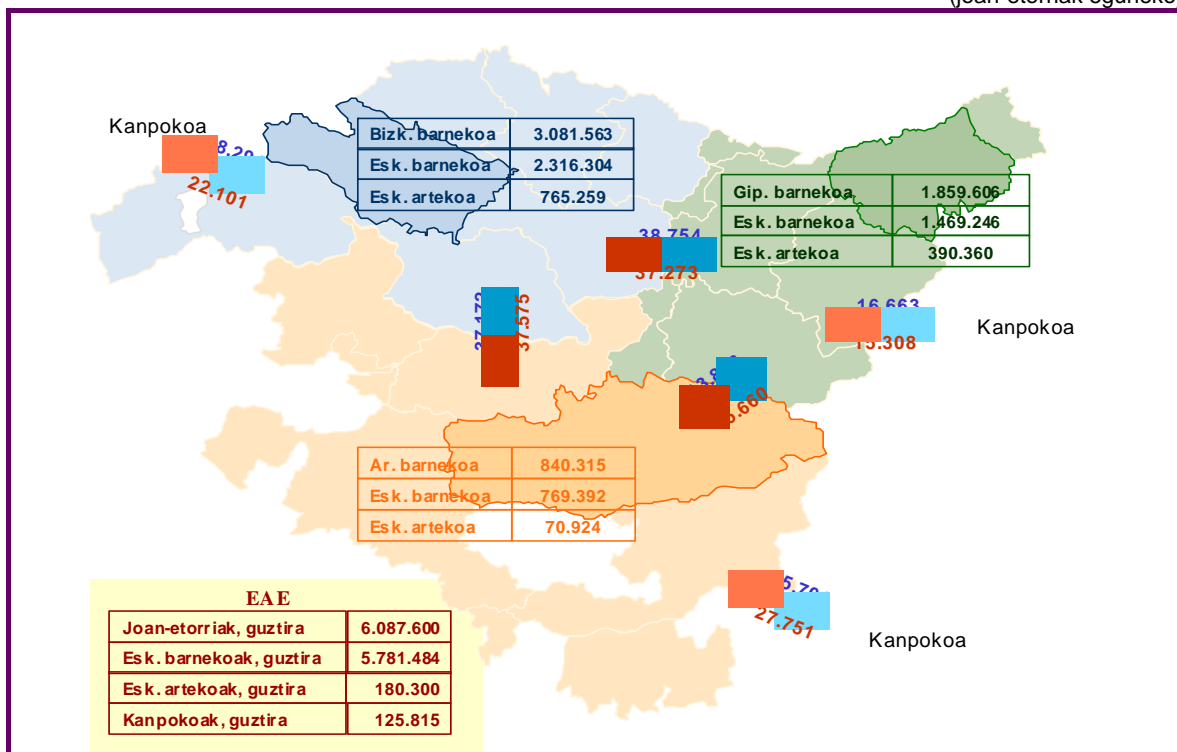 Kanpokoa
22.101
Bizk. barnekoa 3.081.563
Esk. barnekoa 2.316.304
Esk. artekoa 765.259
Gip. barnekoa 1.859.606
Esk. barnekoa 1.469.246
Esk. artekoa 390.360
38.754
37.273
37.575
16.663
15.308
Kanpokoa
Ar. barnekoa 840.315
Esk. barnekoa 769.392
Esk. artekoa 70.924
27.751
Kanpokoa
EAE
Joan-etorriak, guztira 6.087.600
Esk. barnekoak, guztira 5.781.484
Esk. artekoak, guztira 180.300
Kanpokoak, guztira 125.815